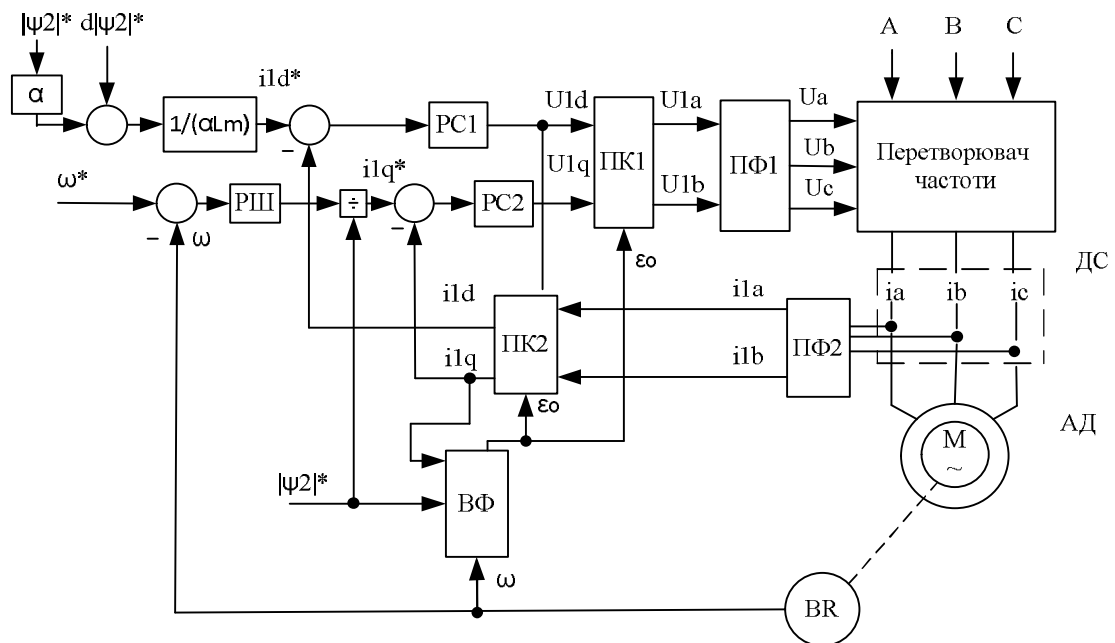 |ψ2|* d|ψ2|*
A B C
α
i1d*
1/(αLm)
−
PC1
U1d
ПК1
U1a
ПФ1
Ua
Перетворювач
частоти
U1q
U1b
Ub
Uc
ω*
−
ω
РШ
÷
i1q*
−
PC2
εo
ДС
ia ib ic
i1d
ПК2
i1a
ПФ2
i1q
i1b
εo
АД
М
~
|ψ2|*
ВФ
ω
BR